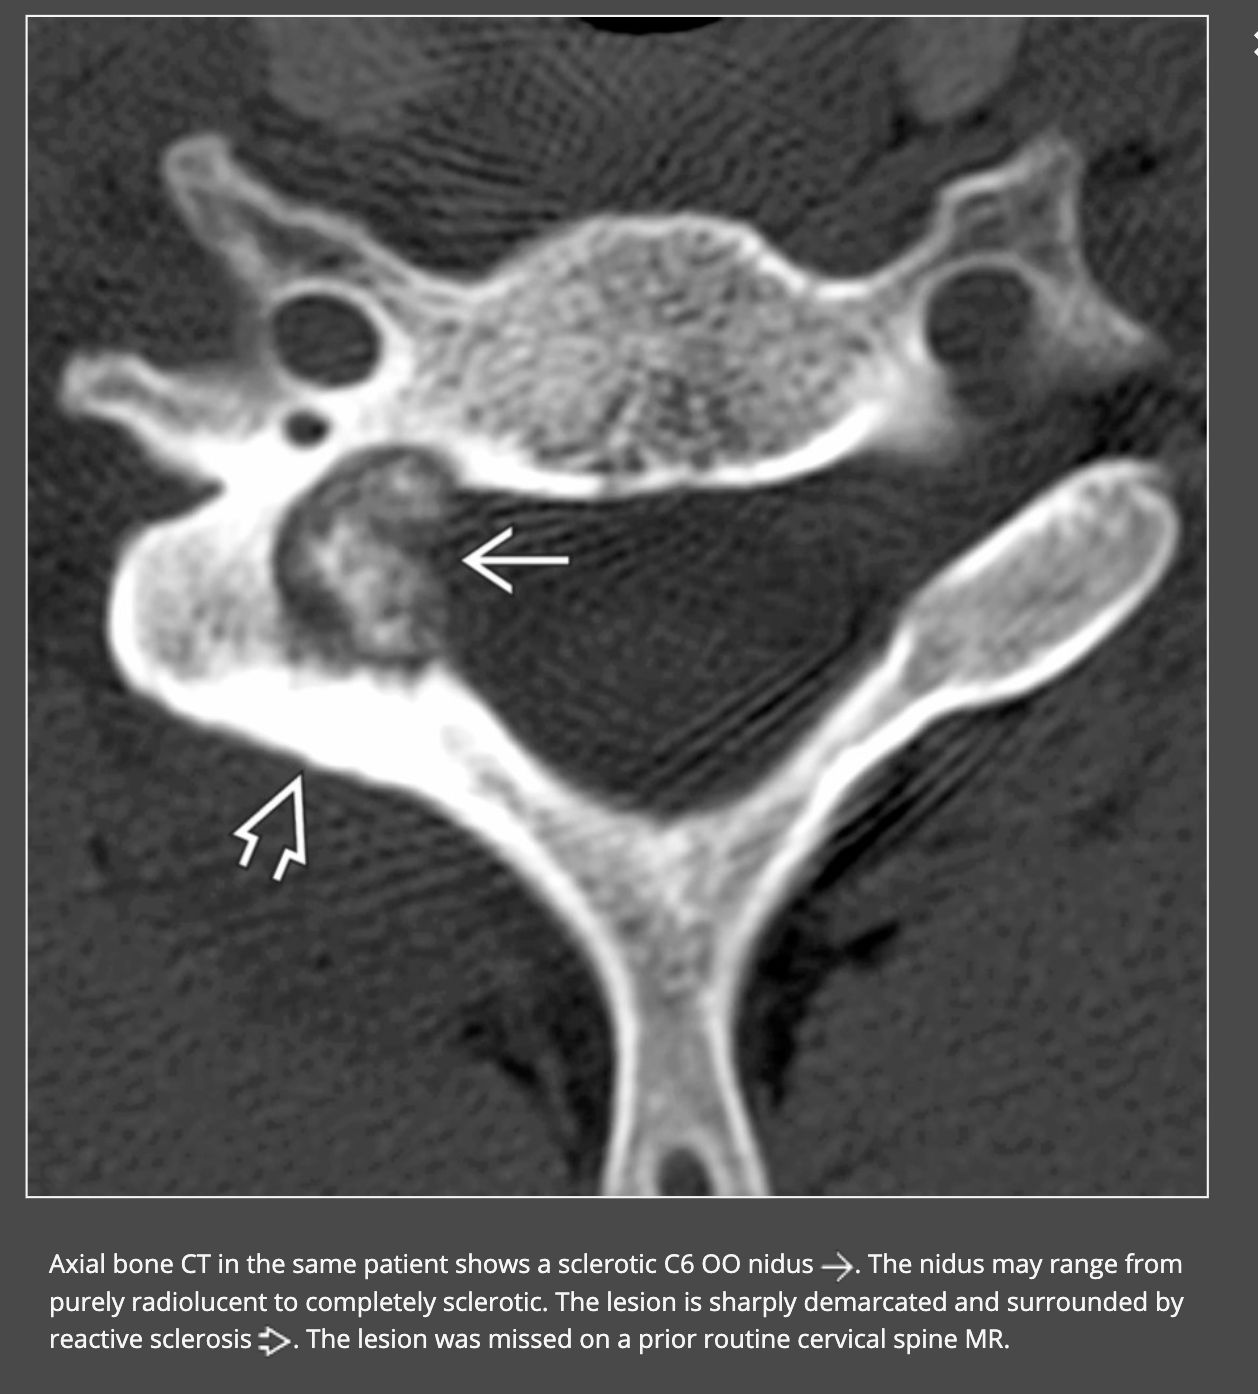 Axial bone CT in the same patient shows a sclerotic C6 OO nidus →. The nidus may range from
purely radiolucent to completely sclerotic. The lesion is sharply demarcated and surrounded by
reactive sclerosis ⇨. The lesion was missed on a prior routine cervical spine MR.